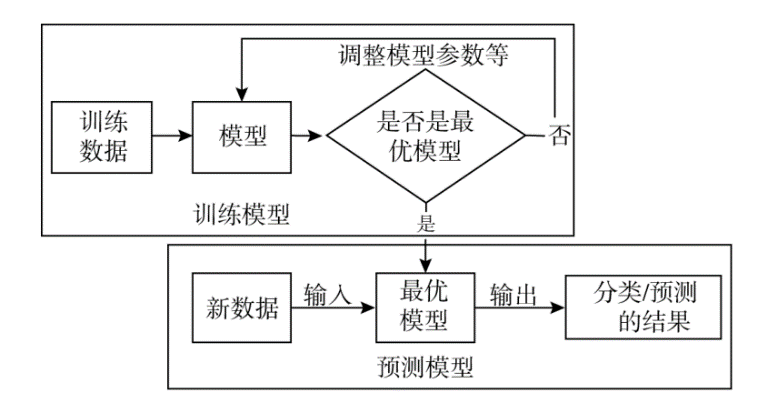 调整模型参数等
训练
数据
模型
是否是最
优模型
否
训练模型
是
新数据
输入
最优
模型
输出
分类/预测
的结果
预测模型